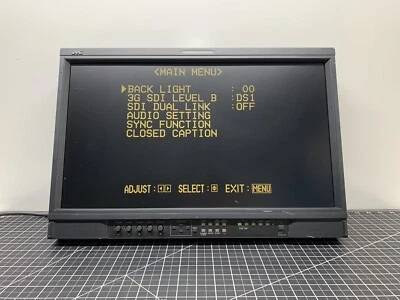 JVC
<MAIN MENU>
▶BACK LIGHT : 00
3G SDI LEVEL B :DS1
SDI DUAL LINK :OFF
AUDIO SETTING
SYNC FUNCTION
CLOSED CAPTION
ADJUST:◀▶ SELECT: EXIT:MENU